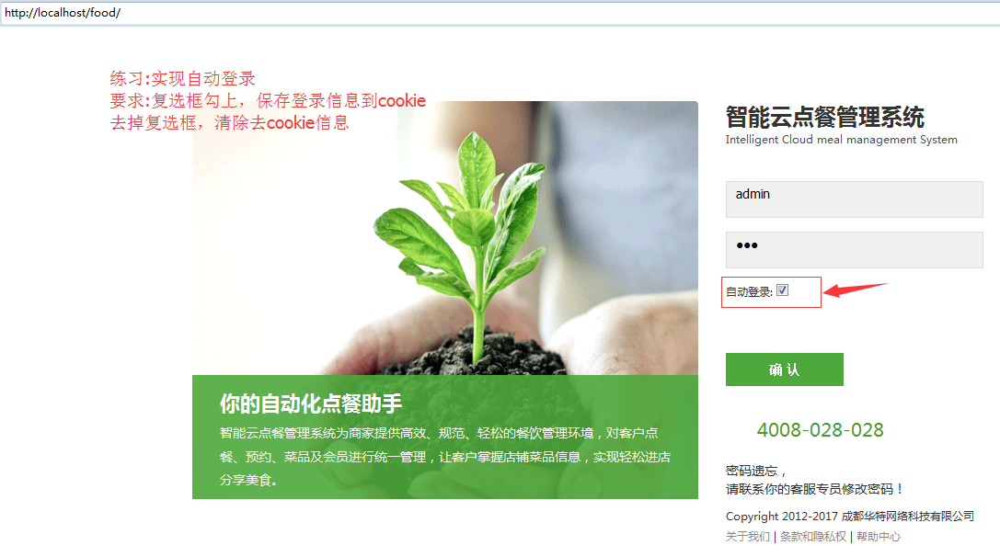 http://localhost/food/
练习:实现自动登录
要求:复选框勾上，保存登录信息到cookie
去掉复选框，清除去cookie信息
智能云点餐管理系统
Intelligent Cloud meal management System
admin
●●●
自动登录:
确 认
你的自动化点餐助手
智能云点餐管理系统为商家提供高效、规范、轻松的餐饮管理环境，对客户点
餐、预约、菜品及会员进行统一管理，让客户掌握店铺菜品信息，实现轻松进店
分享美食。
4008-028-028
密码遗忘，
请联系你的客服专员修改密码！
Copyright 2012-2017 成都华特网络科技有限公司
关于我们 | 条款和隐私权 | 帮助中心